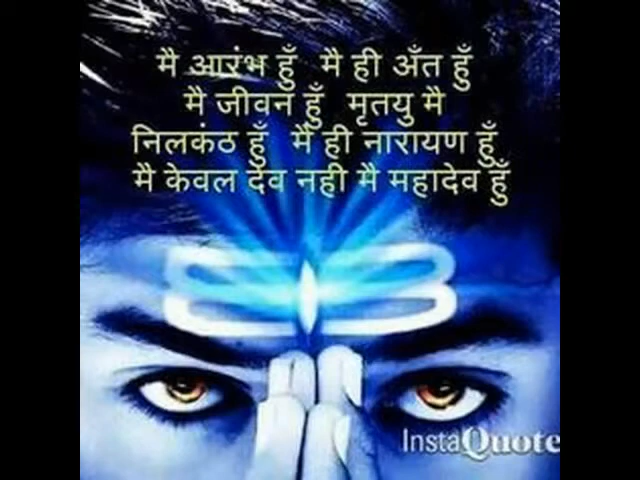 मै आरंभ हुँ मै ही अँत हुँ
मै जीवन हुँ मृतयु मै
निलकंठ हुँ मै ही नारायण हुँ
मै केवल देव नही मै महादेव हुँ
InstaQuote